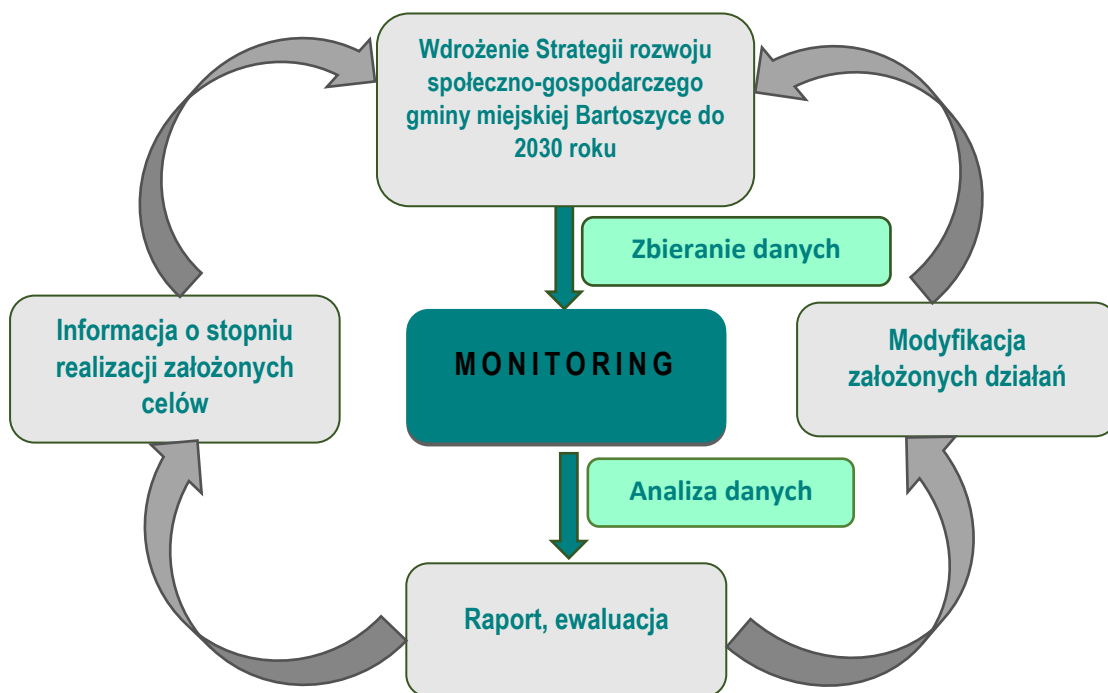 Wdrożenie Strategii rozwoju
społeczno-gospodarczego
gminy miejskiej Bartoszyce do
2030 roku
Zbieranie danych
Informacja o stopniu
realizacji założonych
celów
MONITORING
Modyfikacja
założonych działań
Analiza danych
Raport, ewaluacja